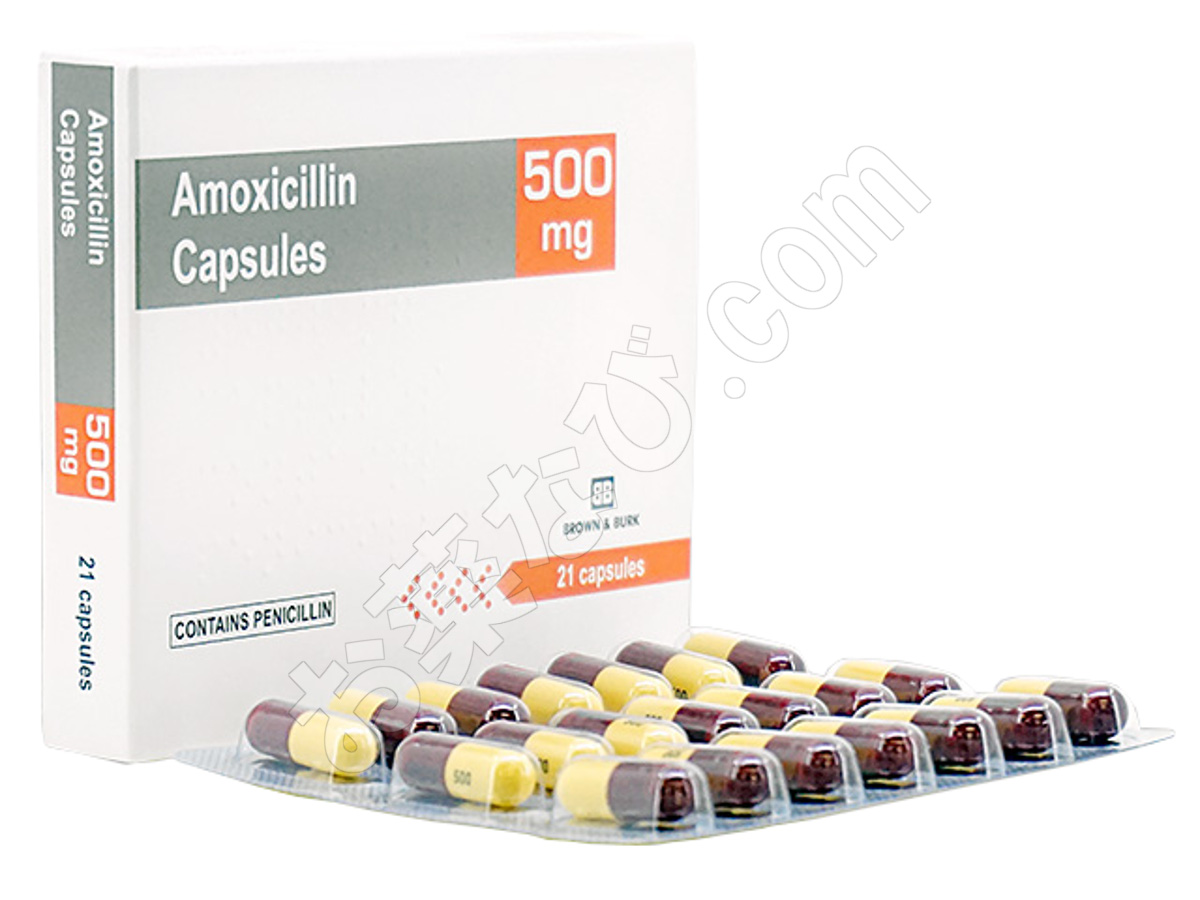 Amoxicillin
Capsules
500
mg
21 capsules
Amoxicillin
Capsules
500
mg
BB
BROWN & BURK
21 capsules
CONTAINS PENICILLIN
お薬なび.com
500